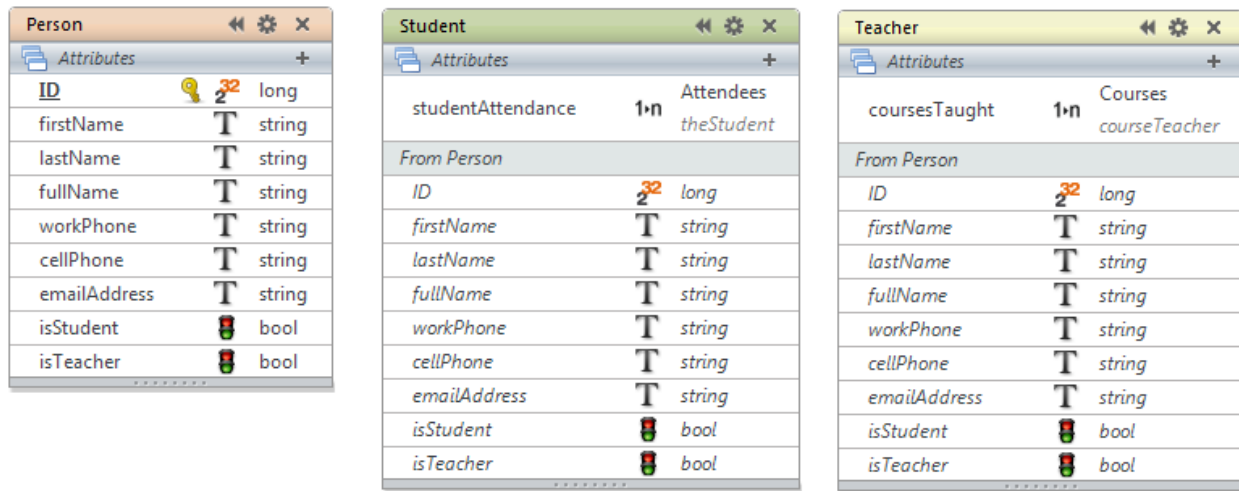 Person
Attributes
ID long
firstName T string
lastName T string
fullName T string
workPhone T string
cellPhone T string
emailAddress T string
isStudent bool
isTeacher bool
Student
Attributes
studentAttendance 1▸n Attendees
theStudent
From Person
ID long
firstName T string
lastName T string
fullName T string
workPhone T string
cellPhone T string
emailAddress T string
isStudent bool
isTeacher bool
Teacher
Attributes
coursesTaught 1▸n Courses
courseTeacher
From Person
ID long
firstName T string
lastName T string
fullName T string
workPhone T string
cellPhone T string
emailAddress T string
isStudent bool
isTeacher bool